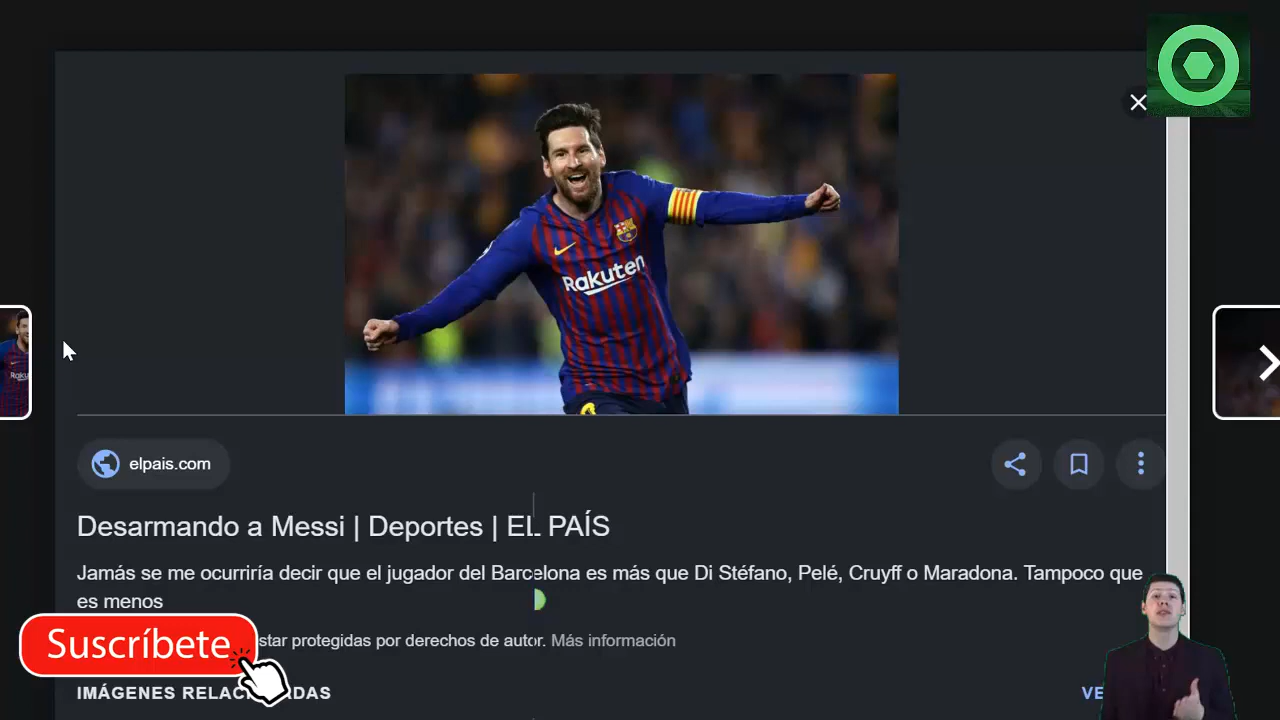 Rakuten
elpais.com
Desarmando a Messi | Deportes | EL PAÍS
Jamás se me ocurriría decir que el jugador del Barcelona es más que Di Stéfano, Pelé, Cruyff o Maradona. Tampoco que
es menos
Suscríbete
star protegidas por derechos de autor. Más información
IMÁGENES RELAC DAS
VE